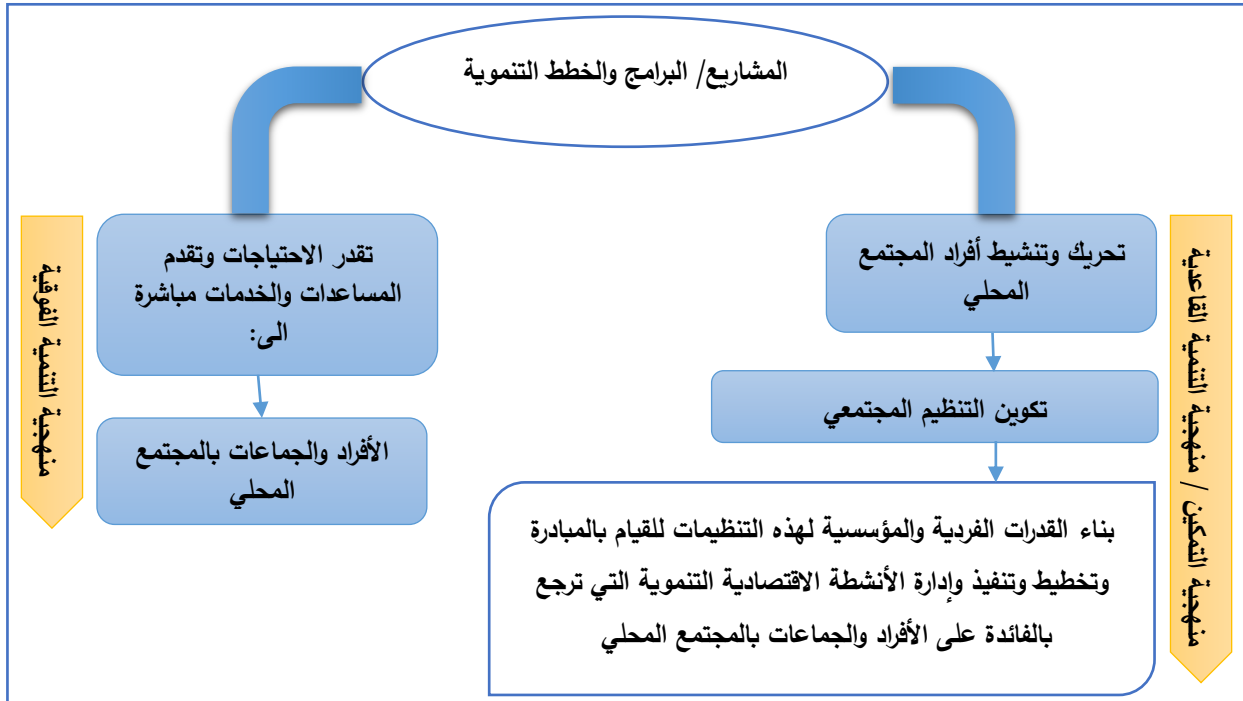 المشاريع/ البرامج والخطط التنموية
تحريك وتنشيط أفراد المجتمع
المحلي
تكوين التنظيم المجتمعي
بناء القدرات الفردية والمؤسسية لهذه التنظيمات للقيام بالمبادرة
وتخطيط وتنفيذ وإدارة الأنشطة الاقتصادية التنموية التي ترجع
بالفائدة على الأفراد والجماعات بالمجتمع المحلي
منهجية التمكين / منهجية التنمية القاعدية
تقدر الاحتياجات وتقدم
المساعدات والخدمات مباشرة
الى:
الأفراد والجماعات بالمجتمع
المحلي
منهجية التنمية الفوقية